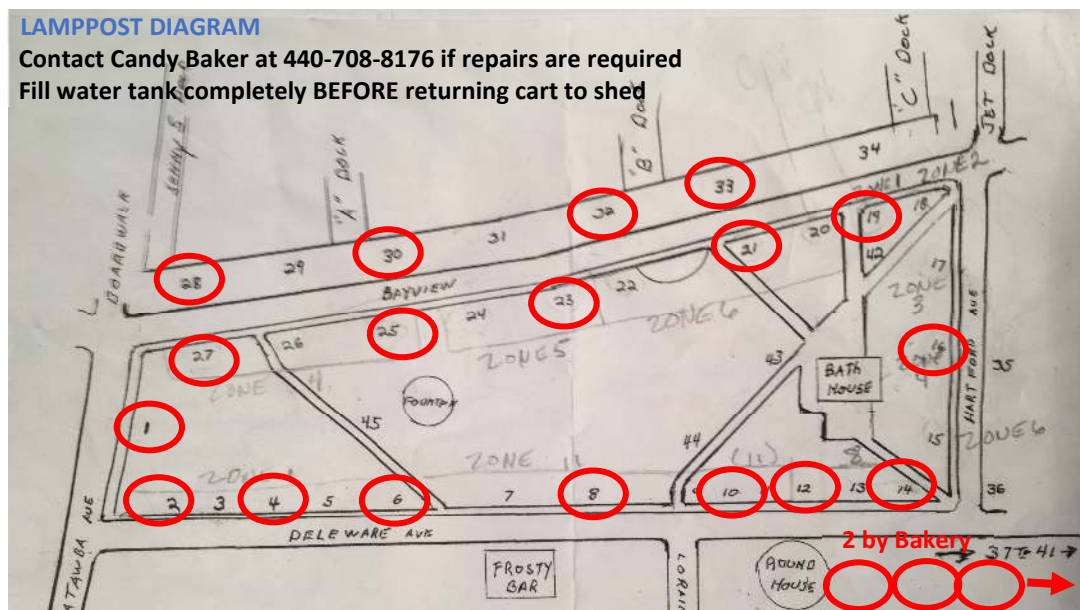 LAMPPOST DIAGRAM
Contact Candy Baker at 440-708-8176 if repairs are required
Fill water tank completely BEFORE returning cart to shed
BOARDWALK
"A" DOCK
"B" DOCK
"C" DOCK
JET DOCK
28
29
30
31
32
33
34
BAYVIEW
ZONE 2
27
26
25
24
23
22
21
20
19
18
42
17
ZONE 3
16
35
ZONE 4
ZONE 5
ZONE 6
43
BATH HOUSE
FOUNTAIN
HARTFORD AVE
1
45
44
15
ZONE 6
ZONE 11
(11)
8
2
3
4
5
6
7
8
10
12
13
14
36
DELEWARE AVE
FROSTY BAR
ROUND HOUSE
2 by Bakery
37 TO 41